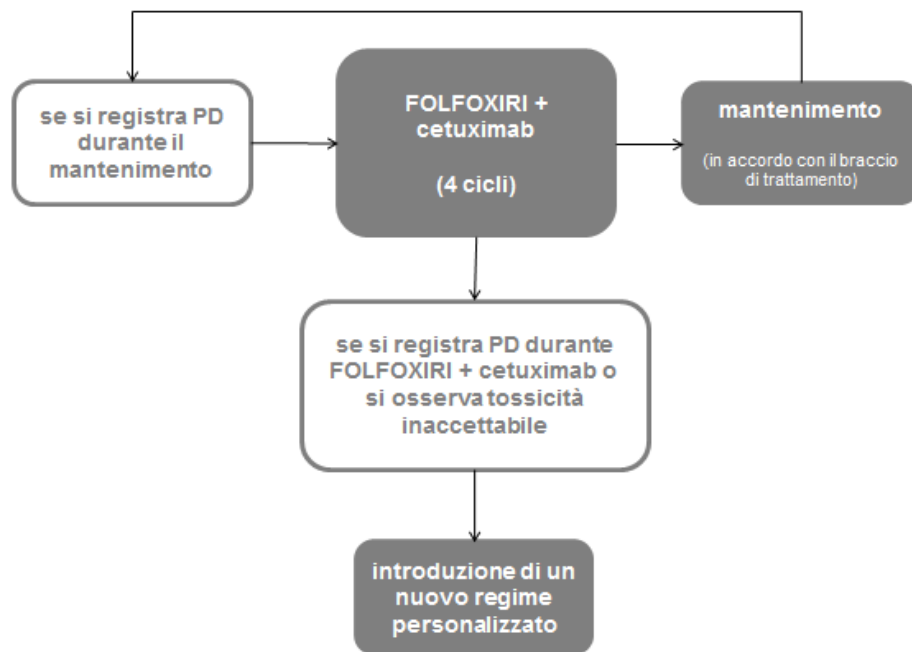 se si registra PD
durante il
mantenimento
FOLFOXIRI +
cetuximab
(4 cicli)
mantenimento
(in accordo con il braccio
di trattamento)
se si registra PD durante
FOLFOXIRI + cetuximab o
si osserva tossicità
inaccettabile
introduzione di un
nuovo regime
personalizzato